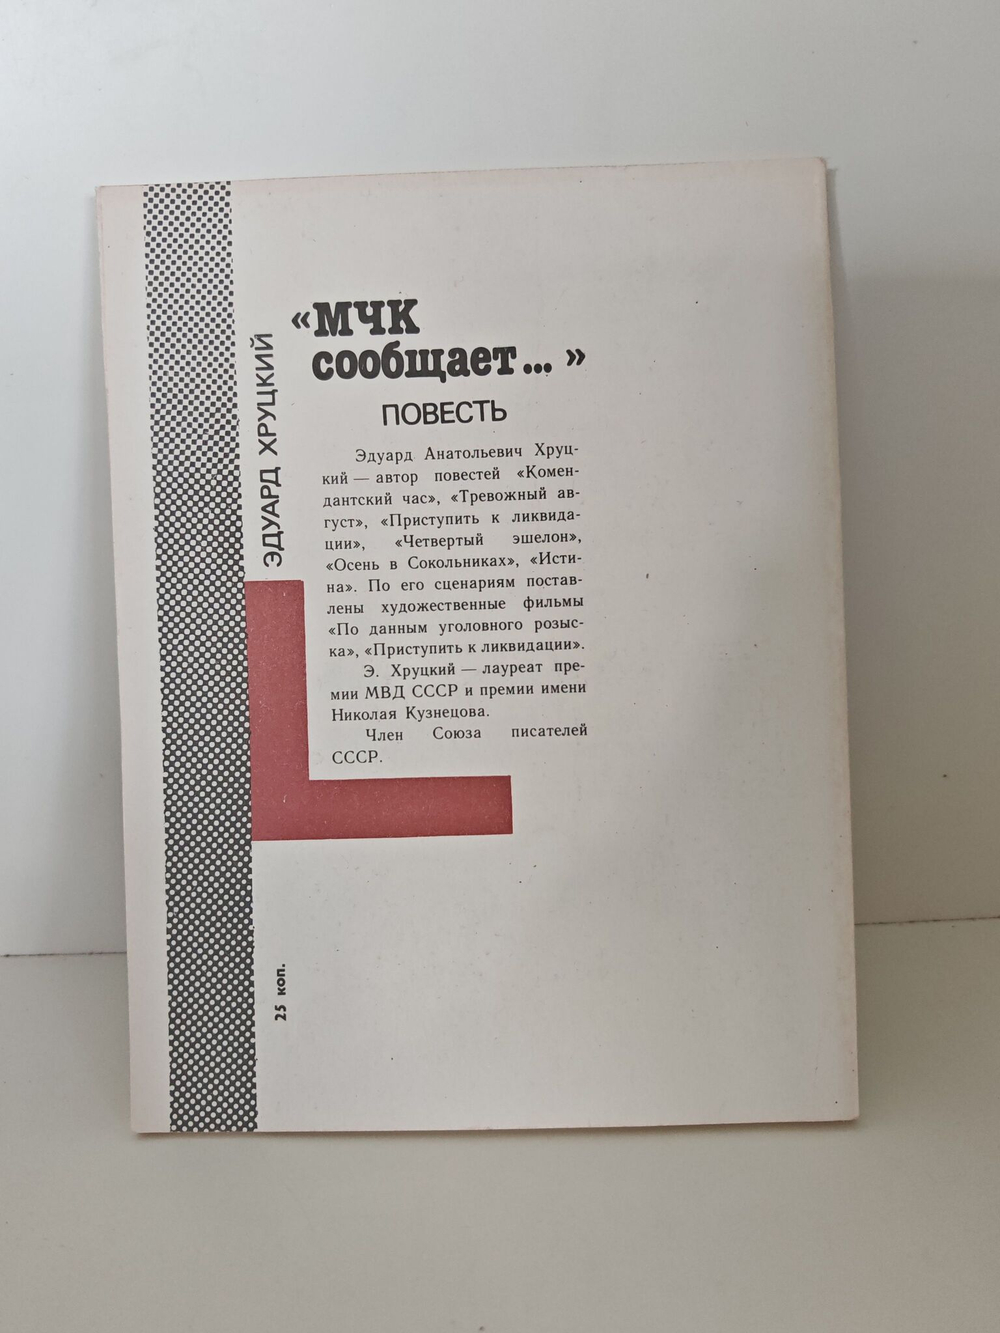 «МЧК
сообщает... »
ПОВЕСТЬ
ЭДУАРД ХРУЦКИЙ
Эдуард Анатольевич Хруц-
кий — автор повестей «Комен-
дантский час», «Тревожный ав-
густ», «Приступить к ликвида-
ции», «Четвертый эшелон»,
«Осень в Сокольниках», «Исти-
на». По его сценариям постав-
лены художественные фильмы
«По данным уголовного розыс-
ка», «Приступить к ликвидации».
Э. Хруцкий — лауреат пре-
мии МВД СССР и премии имени
Николая Кузнецова.
Член Союза писателей
СССР.
25 коп.